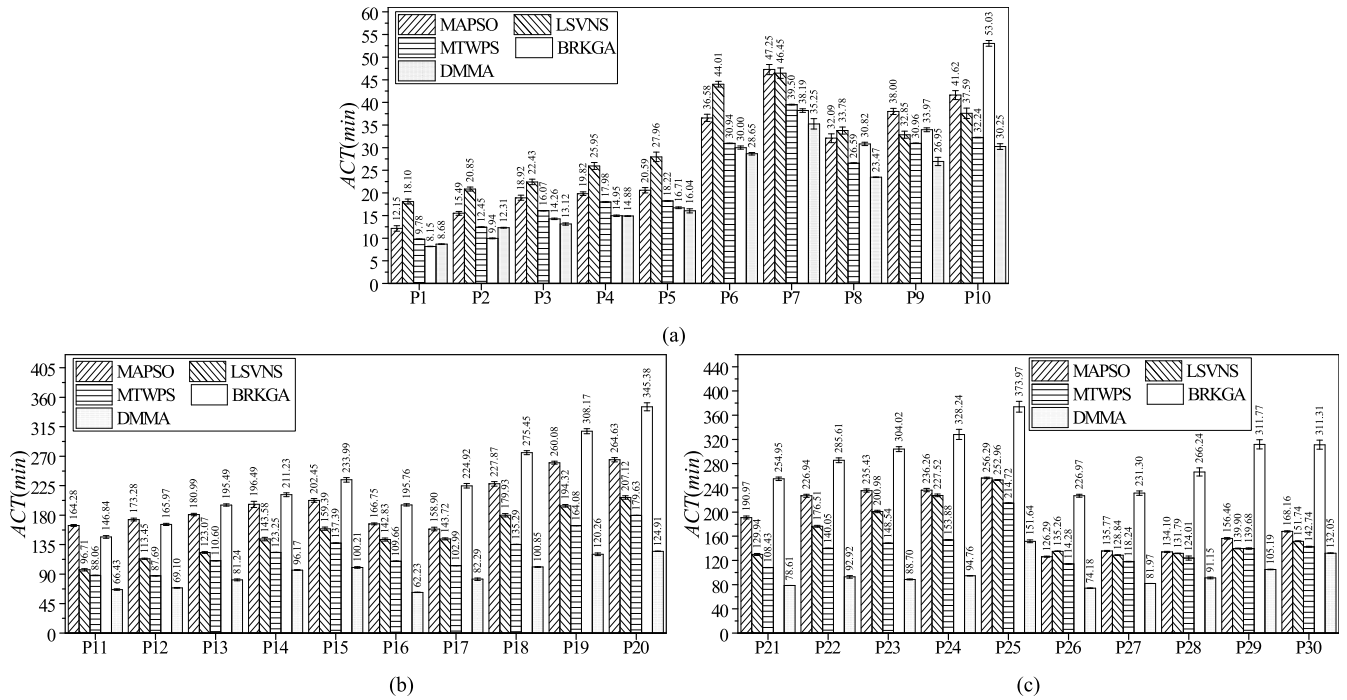 MAPSO LSVNS
MTWPS BRKGA
DMMA
ACT(min)
60
55
50
45
40
35
30
25
20
15
10
5
0
12.15 18.10 9.78 8.15 8.68
15.49 20.85 12.45 9.94 12.31
18.92 22.43 16.07 14.26 13.12
19.82 25.95 17.98 14.95 14.88
20.59 27.96 18.22 16.71 16.04
36.58 44.01 30.94 30.00 28.65
47.25 46.45 39.50 38.19 35.25
32.09 33.78 26.59 30.82 23.47
38.00 32.85 30.96 33.97 26.95
41.62 37.59 32.24 53.03 30.25
P1 P2 P3 P4 P5 P6 P7 P8 P9 P10
(a)
MAPSO LSVNS
MTWPS BRKGA
DMMA
ACT(min)
405
360
315
270
225
180
135
90
45
0
164.28 96.71 88.06 146.84 66.43
173.28 113.45 87.69 165.97 69.10
180.99 123.07 110.60 195.49 81.24
196.49 143.58 123.25 211.23 96.17
202.45 159.39 137.39 233.99 100.21
166.75 142.83 109.66 195.76 62.23
158.90 143.72 102.99 224.92 82.29
227.87 179.93 135.29 275.45 100.85
260.08 194.32 164.08 308.17 120.26
264.63 207.12 179.63 345.38 124.91
P11 P12 P13 P14 P15 P16 P17 P18 P19 P20
(b)
MAPSO LSVNS
MTWPS BRKGA
DMMA
ACT(min)
440
400
360
320
280
240
200
160
120
80
40
0
190.97 129.94 108.43 254.95 78.61
226.94 176.51 140.05 285.61 92.92
235.43 200.98 148.54 304.02 88.70
236.26 227.52 153.88 328.24 94.76
256.29 252.96 214.72 373.97 151.64
126.29 135.26 114.28 226.97 74.18
135.77 128.84 118.24 231.30 81.97
134.10 131.79 124.01 266.24 91.15
156.46 139.90 139.68 311.77 105.19
168.16 151.74 142.74 311.31 132.05
P21 P22 P23 P24 P25 P26 P27 P28 P29 P30
(c)